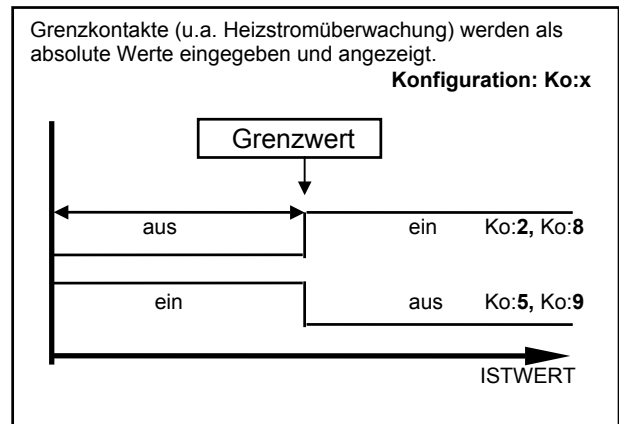 Grenzkontakte (u.a. Heizstromüberwachung) werden als
absolute Werte eingegeben und angezeigt.
Konfiguration: Ko:x
Grenzwert
aus ein Ko:2, Ko:8
ein aus Ko:5, Ko:9
ISTWERT